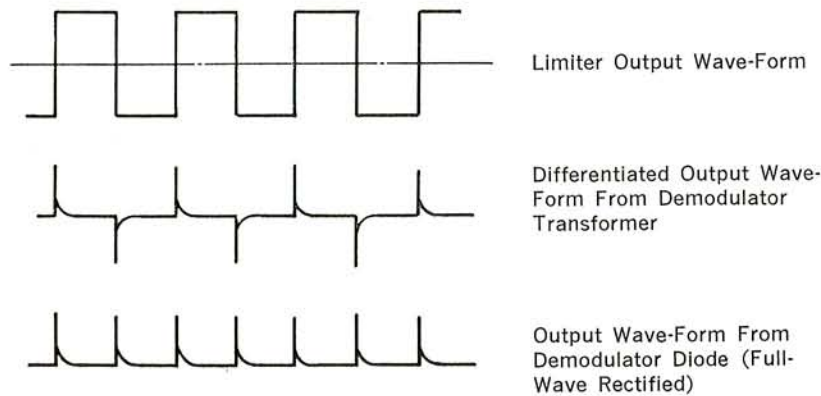 Limiter Output Wave-Form
Differentiated Output Wave-
Form From Demodulator
Transformer
Output Wave-Form From
Demodulator Diode (Full-
Wave Rectified)